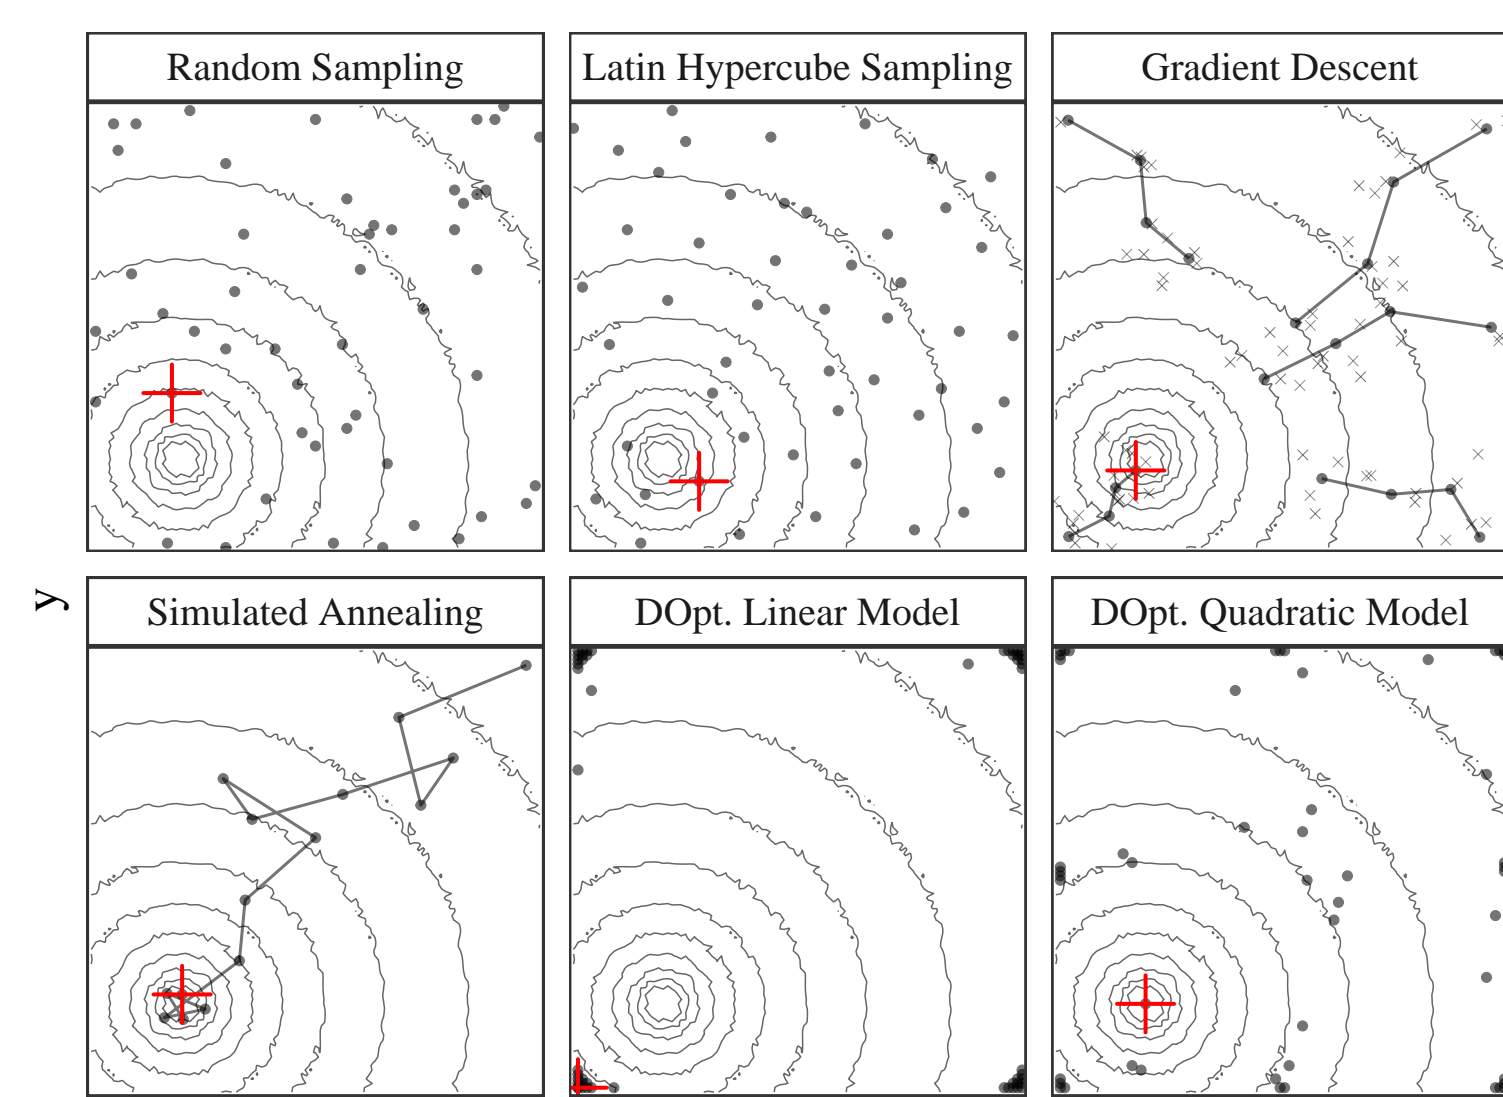 Random Sampling
Latin Hypercube Sampling
Gradient Descent
y
Simulated Annealing
DOpt. Linear Model
DOpt. Quadratic Model